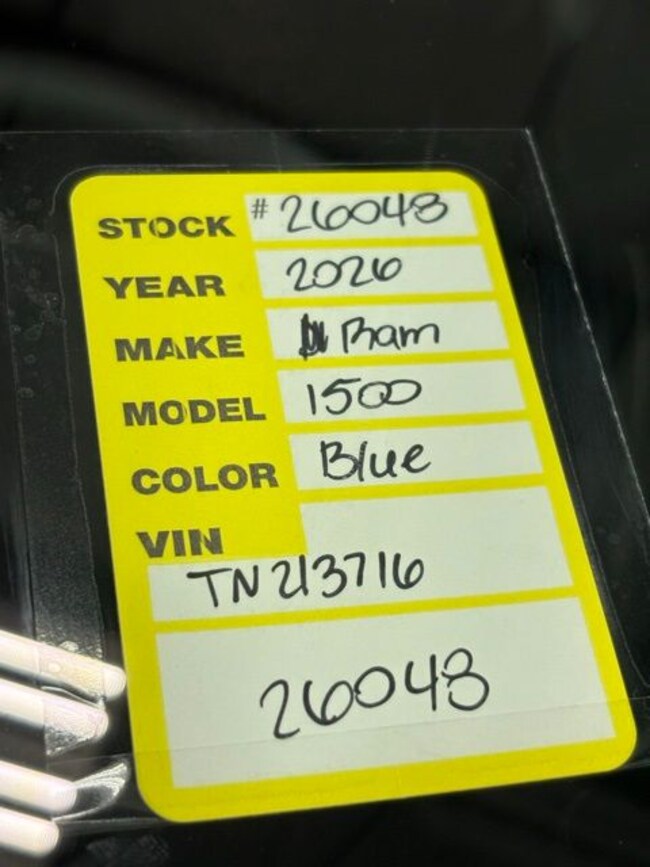 STOCK # 26048
YEAR 2026
MAKE Ram
MODEL 1500
COLOR Blue
VIN
TN213716
26048